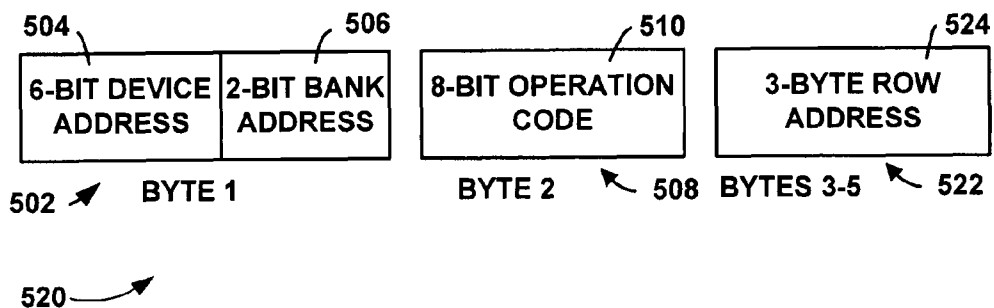 504 506 510 524
6-BIT DEVICE ADDRESS
2-BIT BANK ADDRESS
8-BIT OPERATION CODE
3-BYTE ROW ADDRESS
502 BYTE 1 BYTE 2 508 BYTES 3-5 522
520